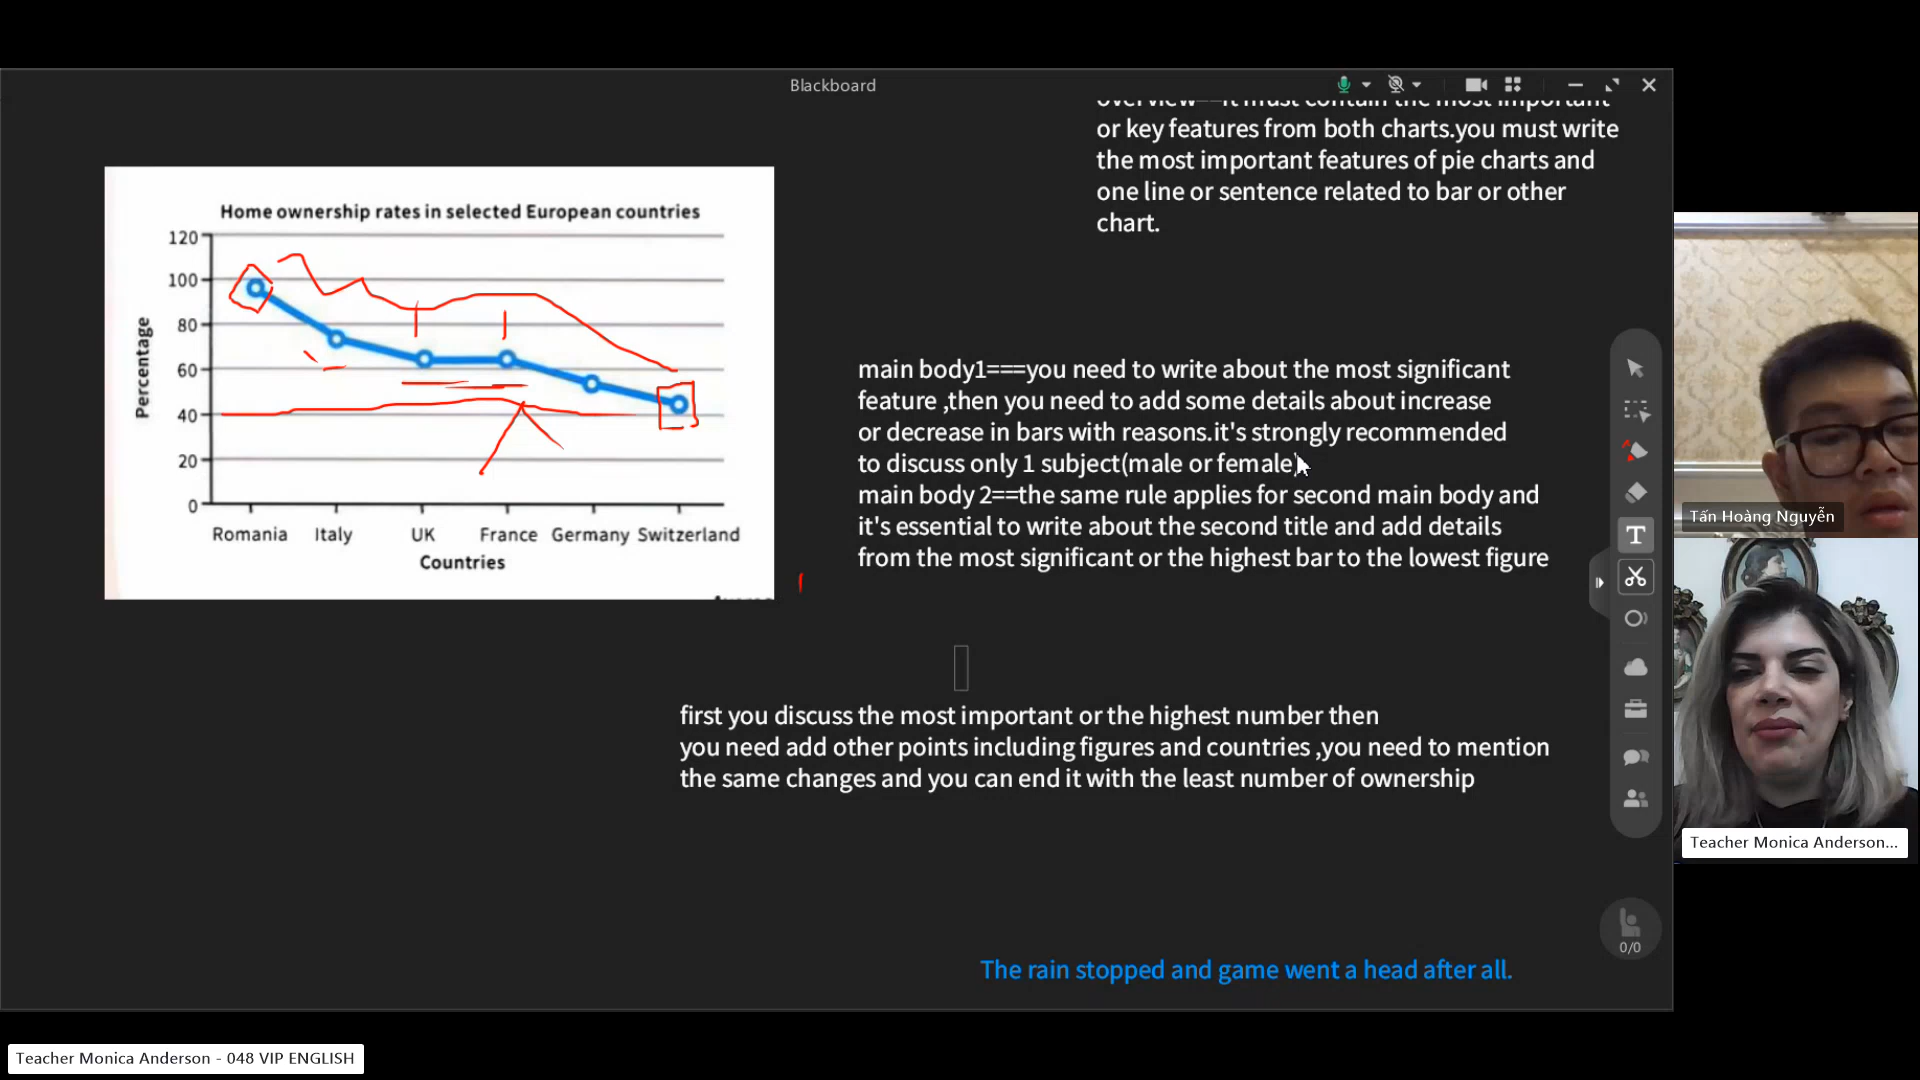 Blackboard
overview==it must contain the most important
or key features from both charts.you must write
the most important features of pie charts and
one line or sentence related to bar or other
chart.
Home ownership rates in selected European countries
120
100
80
60
40
20
0
Percentage
Romania Italy UK France Germany Switzerland
Countries
main body1===you need to write about the most significant
feature ,then you need to add some details about increase
or decrease in bars with reasons.it's strongly recommended
to discuss only 1 subject(male or female)
main body 2==the same rule applies for second main body and
it's essential to write about the second title and add details
from the most significant or the highest bar to the lowest figure
first you discuss the most important or the highest number then
you need add other points including figures and countries ,you need to mention
the same changes and you can end it with the least number of ownership
The rain stopped and game went a head after all.
T
0/0
Tấn Hoàng Nguyễn
Teacher Monica Anderson...
Teacher Monica Anderson - 048 VIP ENGLISH